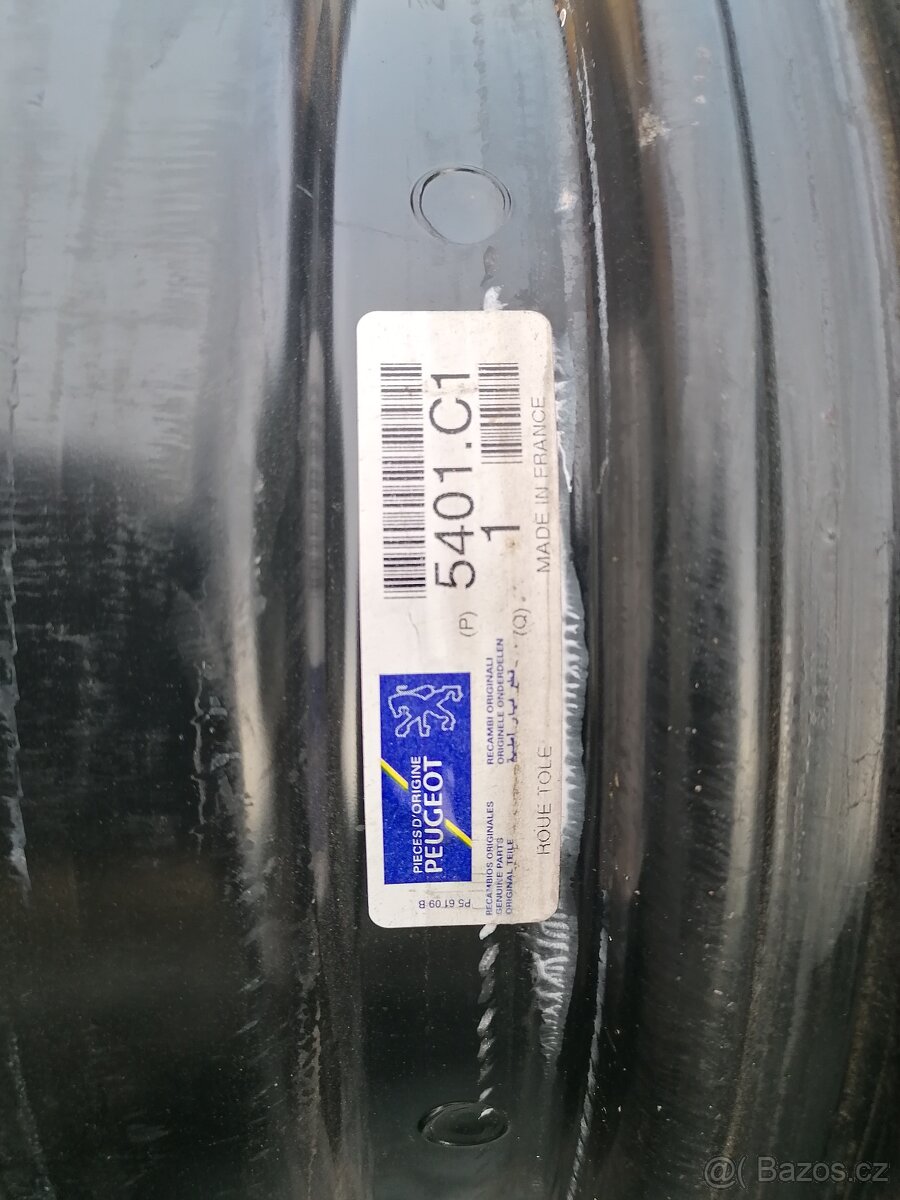 PIECES D'ORIGINE
PEUGEOT
(P) 5401.C1
(Q) 1
RECAMBIOS ORIGINALES
GENUINE PARTS
ORIGINAL TEILE
RECAMBI ORIGINALI
ORIGINELE ONDERDELEN
ROUE TOLE
MADE IN FRANCE
P5 61 09 B
@( Bazos.cz